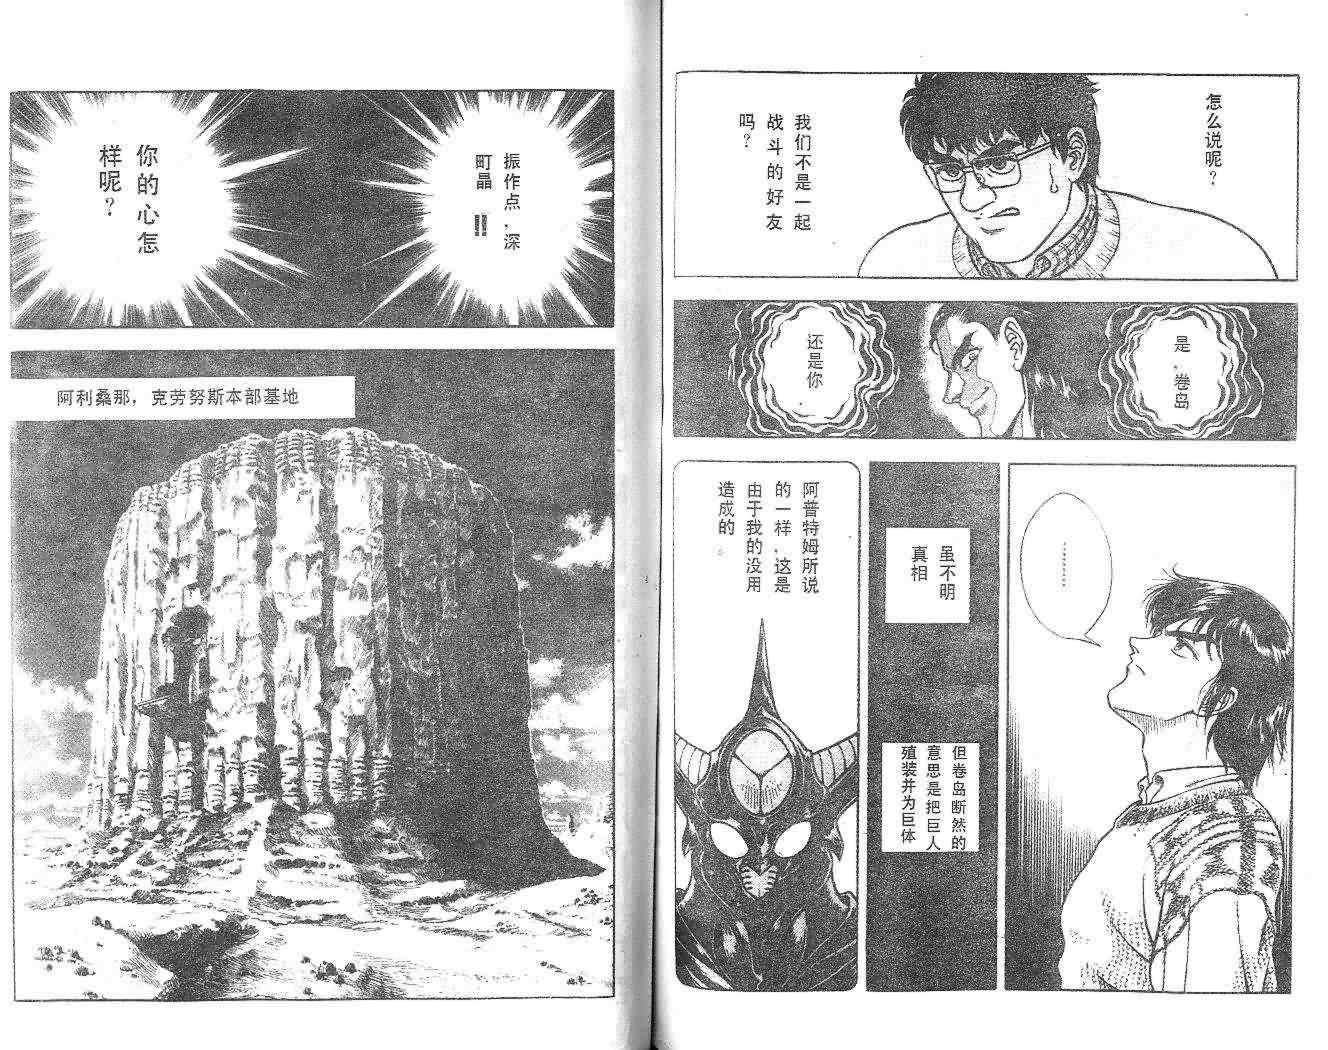 怎么说呢？
我们不是一起
战斗的好友
吗？
是，卷岛
还是你
………
虽不明
真相
但卷岛断然的
意思是把巨人
殖装并为巨体
阿普特姆所说
的一样，这是
由于我的没用
造成的。
振作点，深
町晶!!!
你的心怎
样呢？
阿利桑那，克劳努斯本部基地